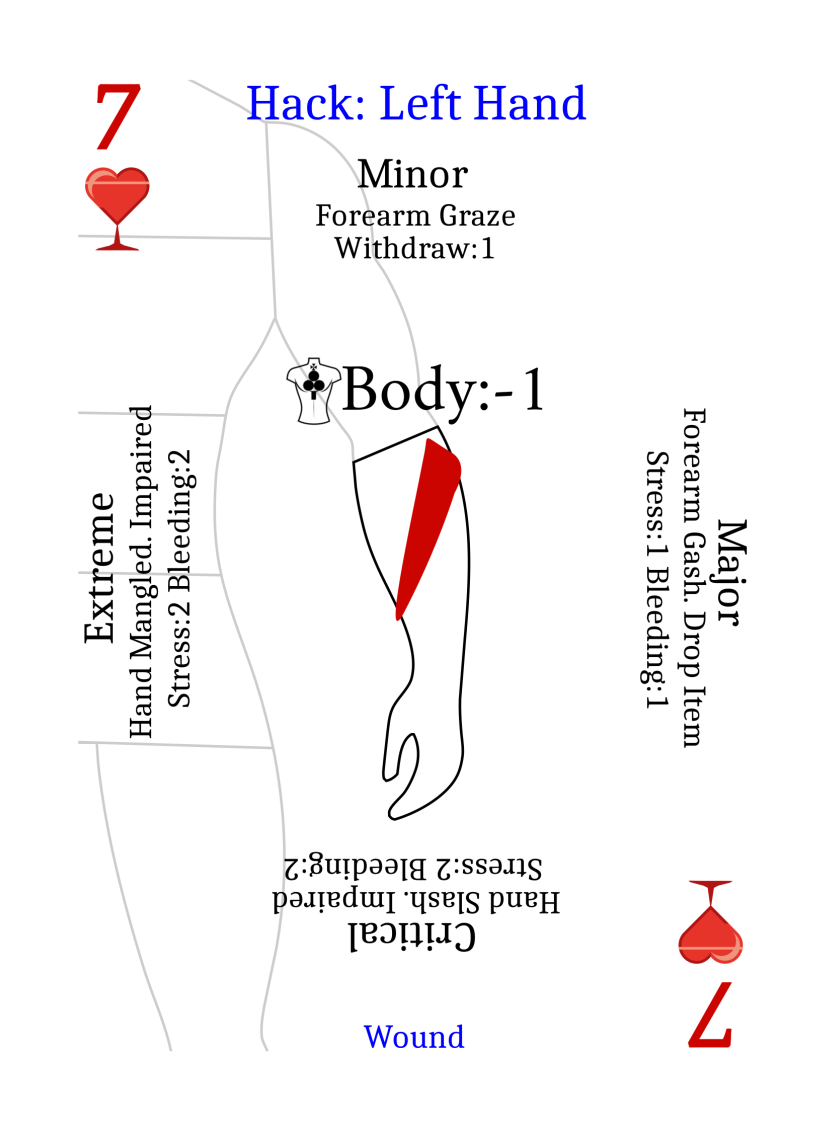 7
Hack: Left Hand
Minor
Forearm Graze
Withdraw:1
Body:-1
Extreme
Hand Mangled. Impaired
Stress:2 Bleeding:2
Major
Forearm Gash. Drop Item
Stress:1 Bleeding:1
Critical
Hand Slash. Impaired
Stress:2 Bleeding:2
Wound
7